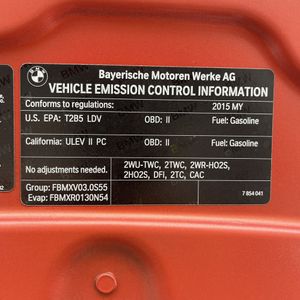 BMW
Bayerische Motoren Werke AG
VEHICLE EMISSION CONTROL INFORMATION
Conforms to regulations: 2015 MY
U.S. EPA: T2B5 LDV OBD: II Fuel: Gasoline
California: ULEV II PC OBD: II Fuel: Gasoline
No adjustments needed.
2WU-TWC, 2TWC, 2WR-HO2S,
2HO2S, DFI, 2TC, CAC
Group: FBMXV03.0S55
Evap: FBMXR0130N54
7 854 041